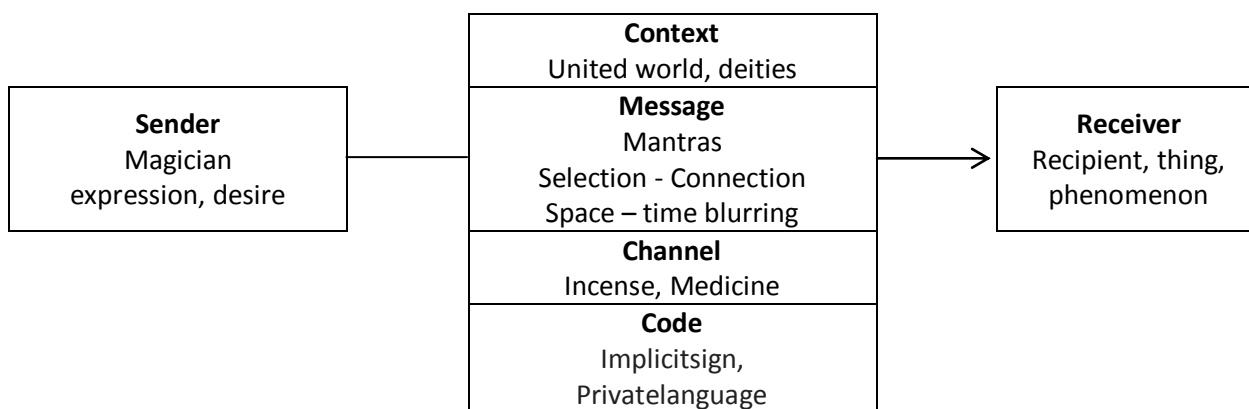 Sender
Magician
expression, desire
Context
United world, deities
Message
Mantras
Selection - Connection
Space – time blurring
Channel
Incense, Medicine
Code
Implicitsign,
Privatelanguage
Receiver
Recipient, thing,
phenomenon